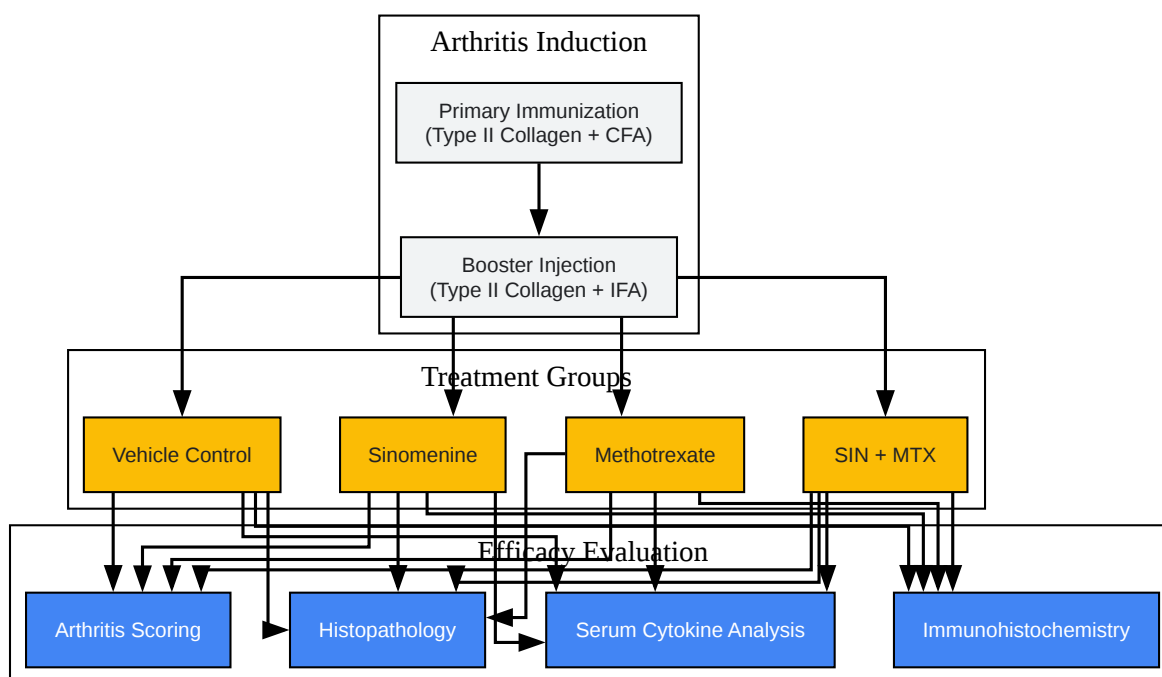 Arthritis Induction
Primary Immunization
(Type II Collagen + CFA)
Booster Injection
(Type II Collagen + IFA)
Treatment Groups
Vehicle Control
Sinomenine
Methotrexate
SIN + MTX
Efficacy Evaluation
Arthritis Scoring
Histopathology
Serum Cytokine Analysis
Immunohistochemistry